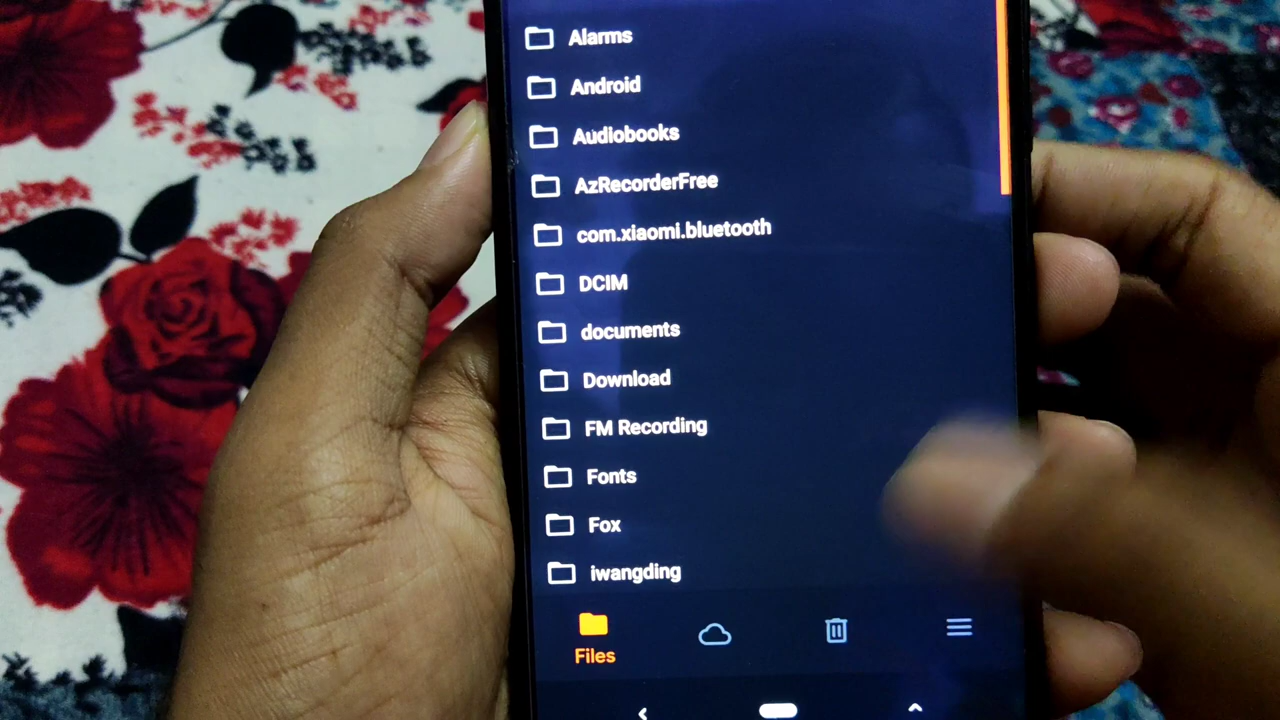 Alarms
Android
Audiobooks
AzRecorderFree
com.xiaomi.bluetooth
DCIM
documents
Download
FM Recording
Fonts
Fox
iwangding
Files